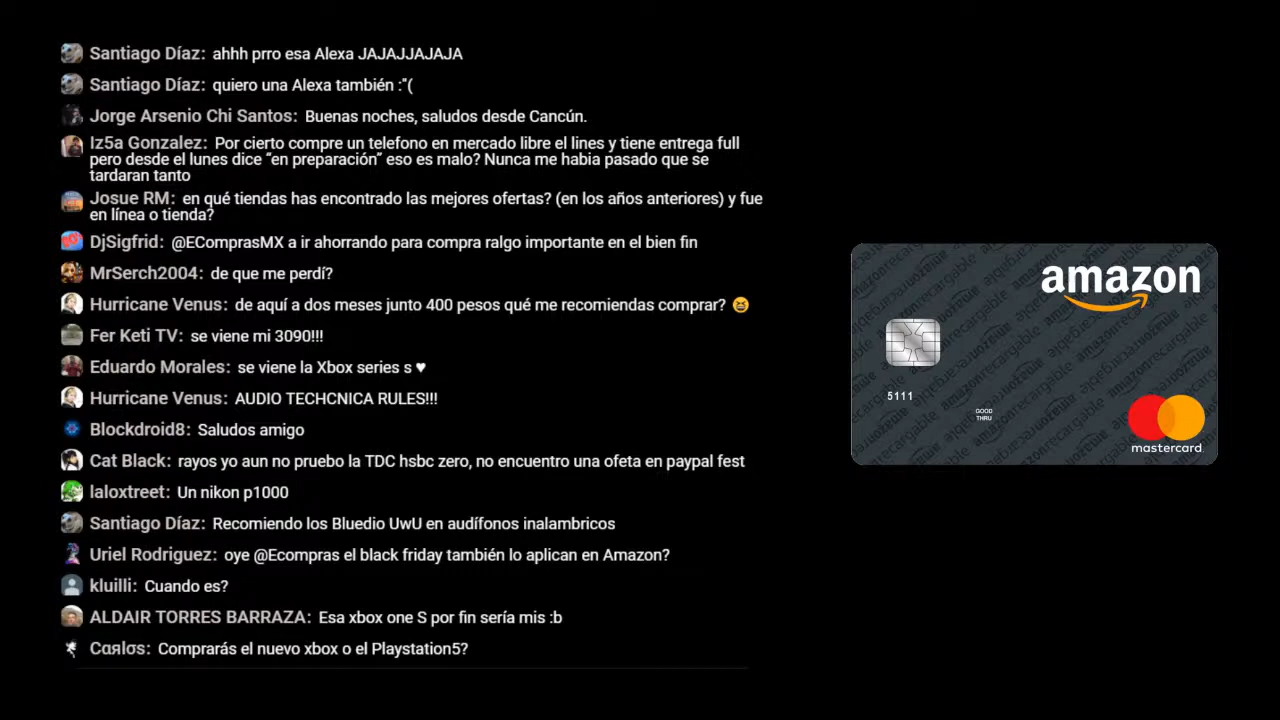 Santiago Díaz: ahhh prro esa Alexa JAJAJJAJAJA
Santiago Díaz: quiero una Alexa también :"(
Jorge Arsenio Chi Santos: Buenas noches, saludos desde Cancún.
Iz5a Gonzalez: Por cierto compre un telefono en mercado libre el lines y tiene entrega full
pero desde el lunes dice “en preparación” eso es malo? Nunca me habia pasado que se
tardaran tanto
Josue RM: en qué tiendas has encontrado las mejores ofertas? (en los años anteriores) y fue
en línea o tienda?
DjSigfrid: @EComprasMX a ir ahorrando para compra ralgo importante en el bien fin
MrSerch2004: de que me perdí?
Hurricane Venus: de aquí a dos meses junto 400 pesos qué me recomiendas comprar? 😆
Fer Keti TV: se viene mi 3090!!!
Eduardo Morales: se viene la Xbox series s ♥
Hurricane Venus: AUDIO TECHCNICA RULES!!!
Blockdroid8: Saludos amigo
Cat Black: rayos yo aun no pruebo la TDC hsbc zero, no encuentro una ofeta en paypal fest
laloxtreet: Un nikon p1000
Santiago Díaz: Recomiendo los Bluedio UwU en audífonos inalambricos
Uriel Rodriguez: oye @Ecompras el black friday también lo aplican en Amazon?
kluilli: Cuando es?
ALDAIR TORRES BARRAZA: Esa xbox one S por fin sería mis :b
Cαяlσs: Comprarás el nuevo xbox o el Playstation5?
amazon
5111
GOOD
THRU
mastercard